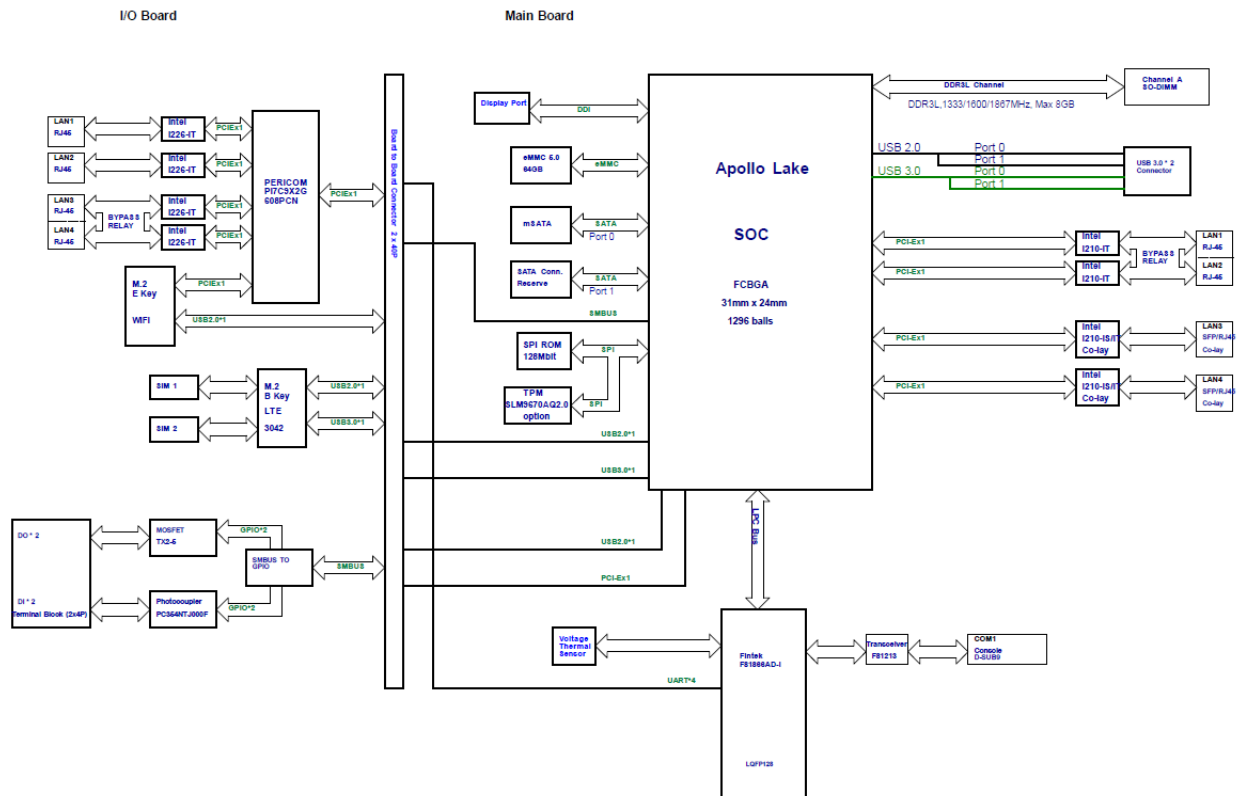 I/O Board
Main Board
LAN1
RJ45
Intel
I226-IT
PCIEx1
LAN2
RJ45
Intel
I226-IT
PCIEx1
LAN3
RJ-45
BYPASS
RELAY
LAN4
RJ-45
Intel
I226-IT
PCIEx1
Intel
I226-IT
PCIEx1
PERICOM
PI7C9X2G
608PCN
PCIEx1
M.2
E Key
WIFI
PCIEx1
USB2.0*1
SIM 1
SIM 2
M.2
B Key
LTE
3042
USB2.0*1
USB3.0*1
DO * 2
DI * 2
Terminal Block (2x4P)
MOSFET
TX2-5
Photocoupler
PC354NTJ000F
GPIO*2
GPIO*2
SMBUS TO
GPIO
SMBUS
Board to Board Connector 2 x 40P
Display Port
DDI
eMMC 5.0
64GB
eMMC
mSATA
SATA
Port 0
SATA Conn.
Reserve
SATA
Port 1
SMBUS
SPI ROM
128Mbit
SPI
TPM
SLM9670AQ2.0
option
SPI
USB2.0*1
USB3.0*1
USB2.0*1
PCI-Ex1
UART*4
Apollo Lake
SOC
FCBGA
31mm x 24mm
1296 balls
DDR3L Channel
DDR3L,1333/1600/1867MHz, Max 8GB
Channel A
SO-DIMM
USB 2.0
Port 0
Port 1
USB 3.0
Port 0
Port 1
USB 3.0 * 2
Connector
PCI-Ex1
Intel
I210-IT
LAN1
RJ-45
BYPASS
RELAY
PCI-Ex1
Intel
I210-IT
LAN2
RJ-45
PCI-Ex1
Intel
I210-IS/IT
Co-lay
LAN3
SFP/RJ45
Co-lay
PCI-Ex1
Intel
I210-IS/IT
Co-lay
LAN4
SFP/RJ45
Co-lay
LPC Bus
Voltage
Thermal
Sensor
Fintek
F81866AD-I
LQFP128
Transceiver
F81213
COM1
Console
D-SUB9